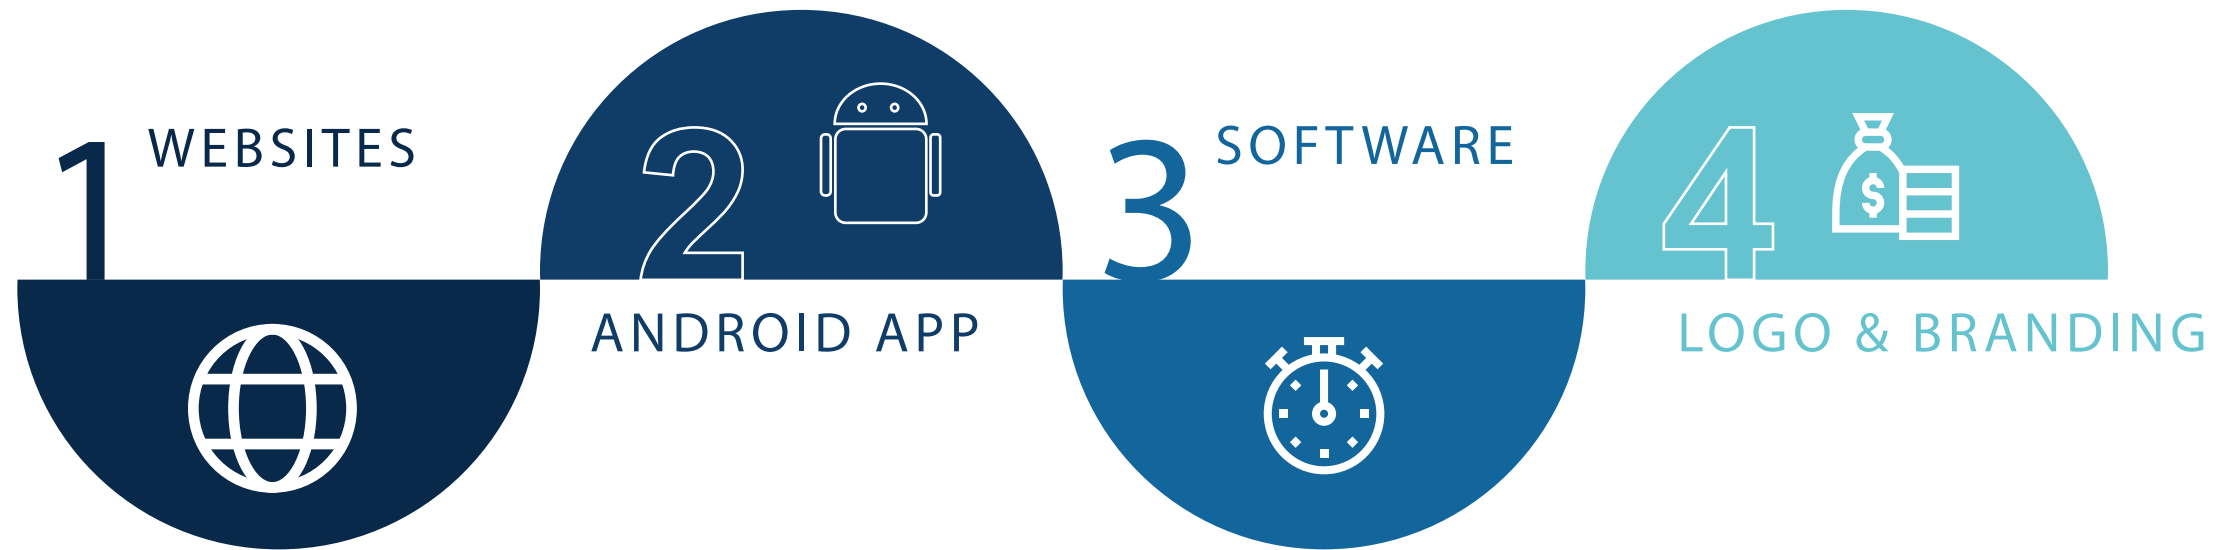 1 WEBSITES
2
ANDROID APP
3 SOFTWARE
4
$
LOGO & BRANDING